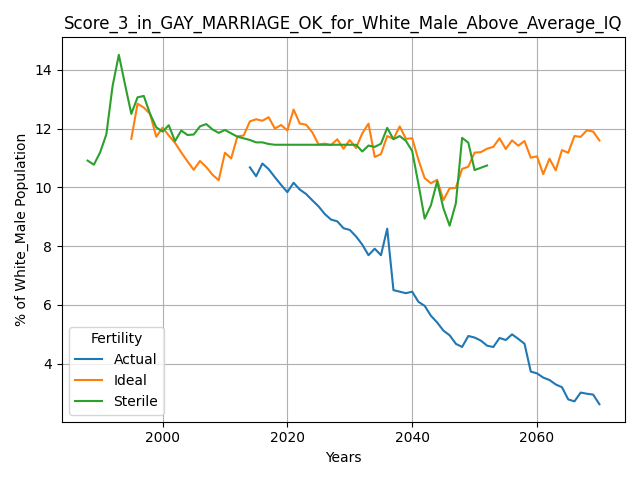 Score_3_in_GAY_MARRIAGE_OK_for_White_Male_Above_Average_IQ
% of White_Male Population
14
12
10
8
6
4
Fertility
Actual
Ideal
Sterile
2000 2020 2040 2060
Years